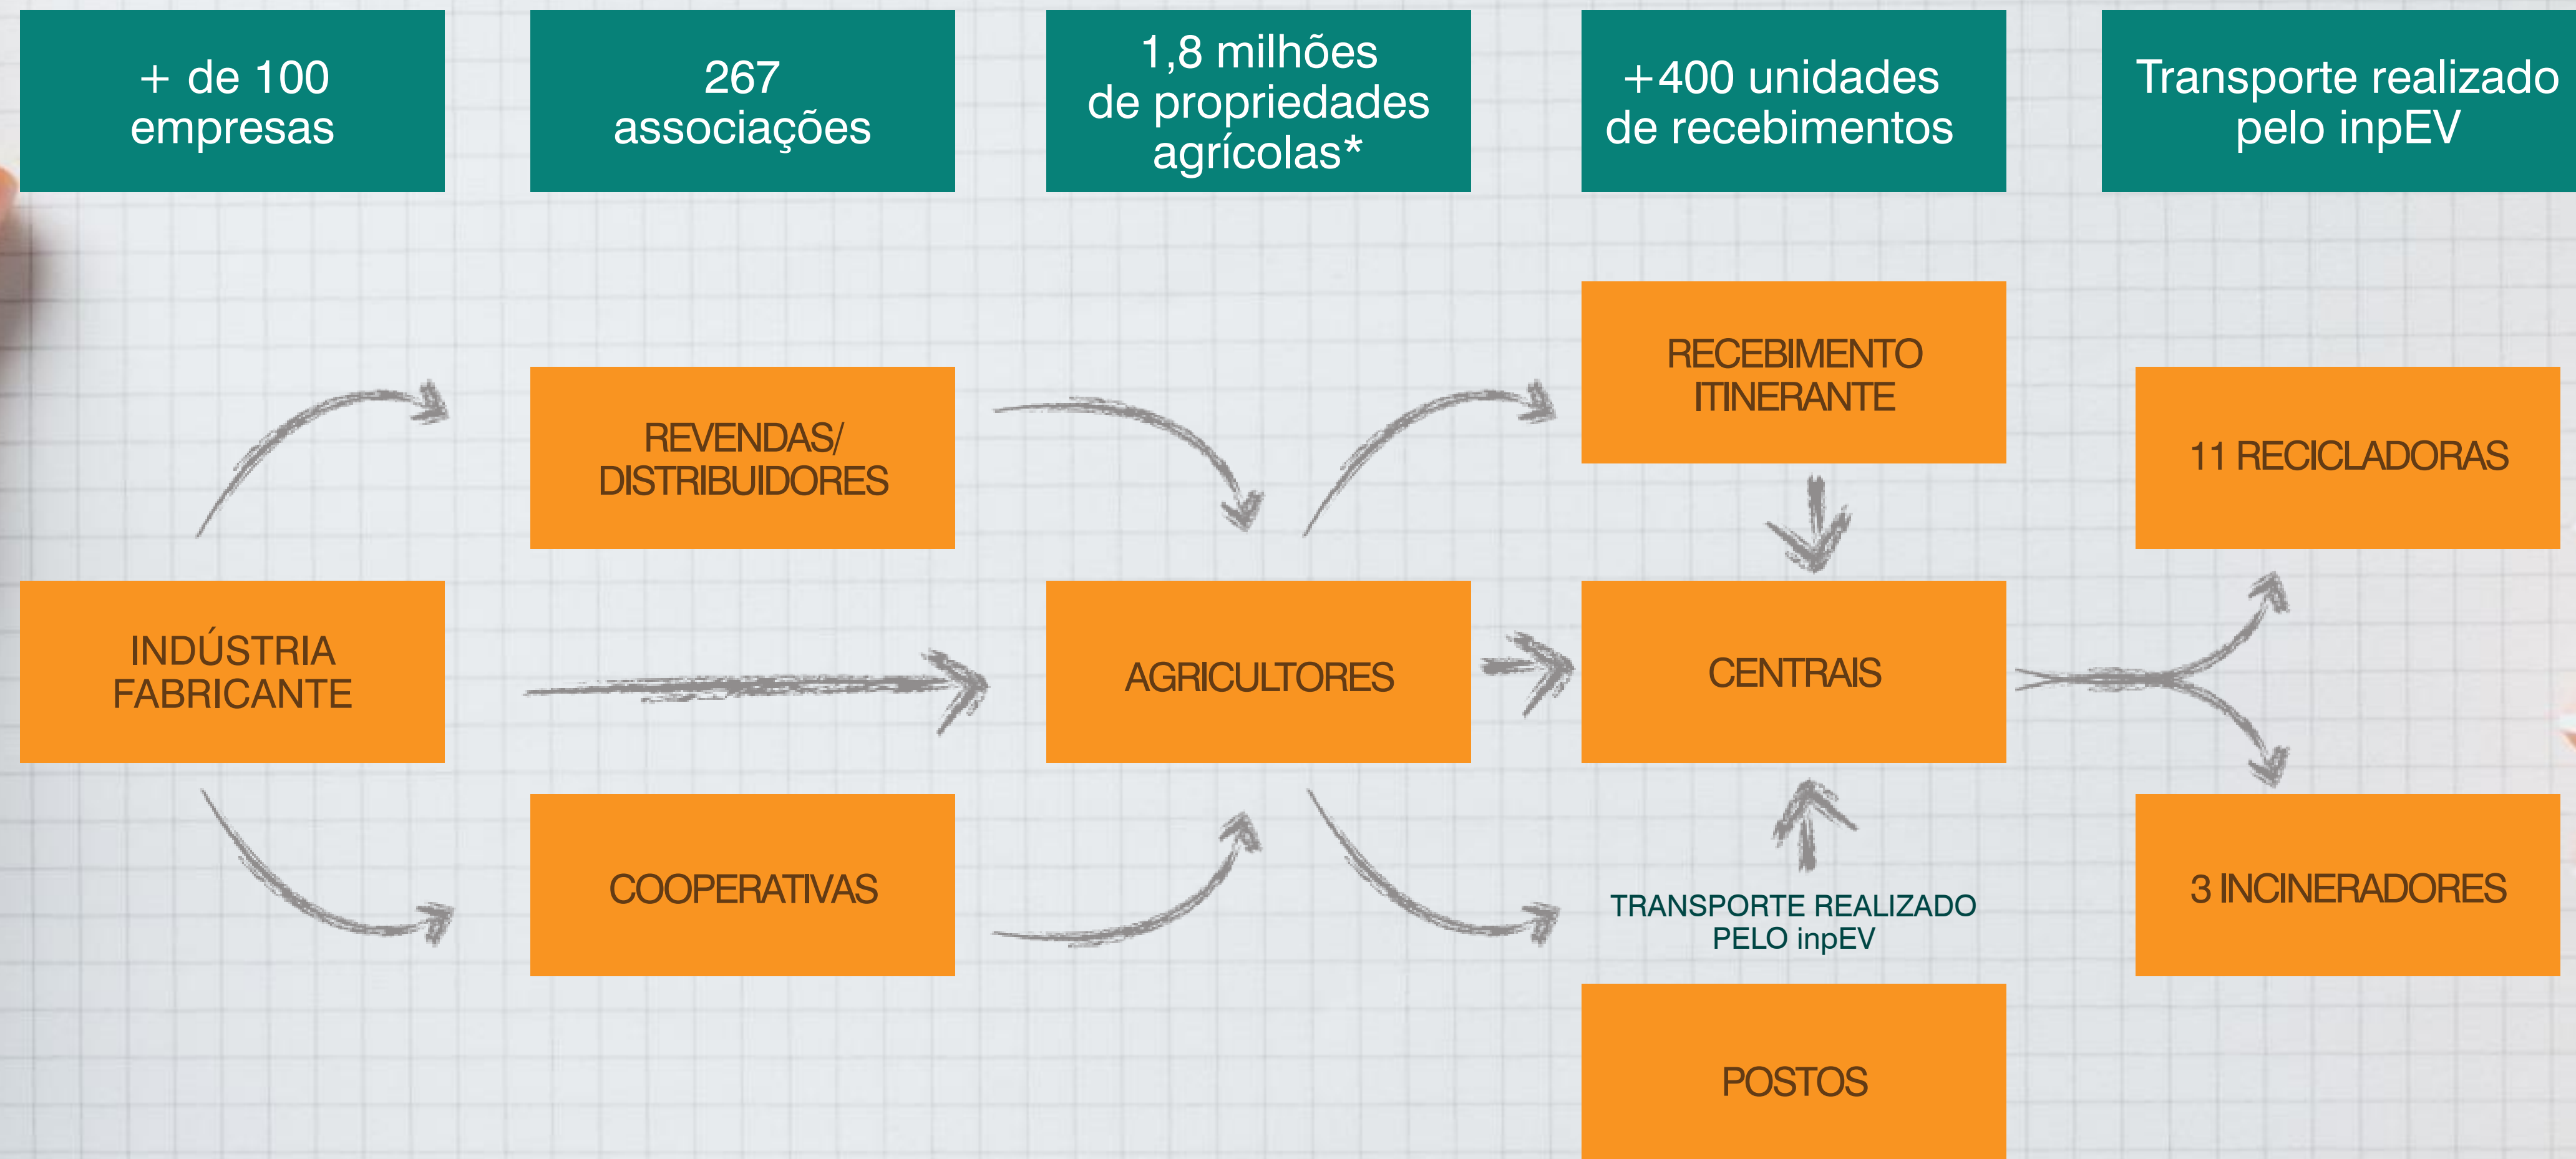 + de 100
empresas
267
associações
1,8 milhões
de propriedades
agrícolas*
+400 unidades
de recebimentos
Transporte realizado
pelo inpEV
RECEBIMENTO
ITINERANTE
REVENDAS/
DISTRIBUIDORES
11 RECICLADORAS
INDÚSTRIA
FABRICANTE
AGRICULTORES
CENTRAIS
COOPERATIVAS
TRANSPORTE REALIZADO
PELO inpEV
3 INCINERADORES
POSTOS